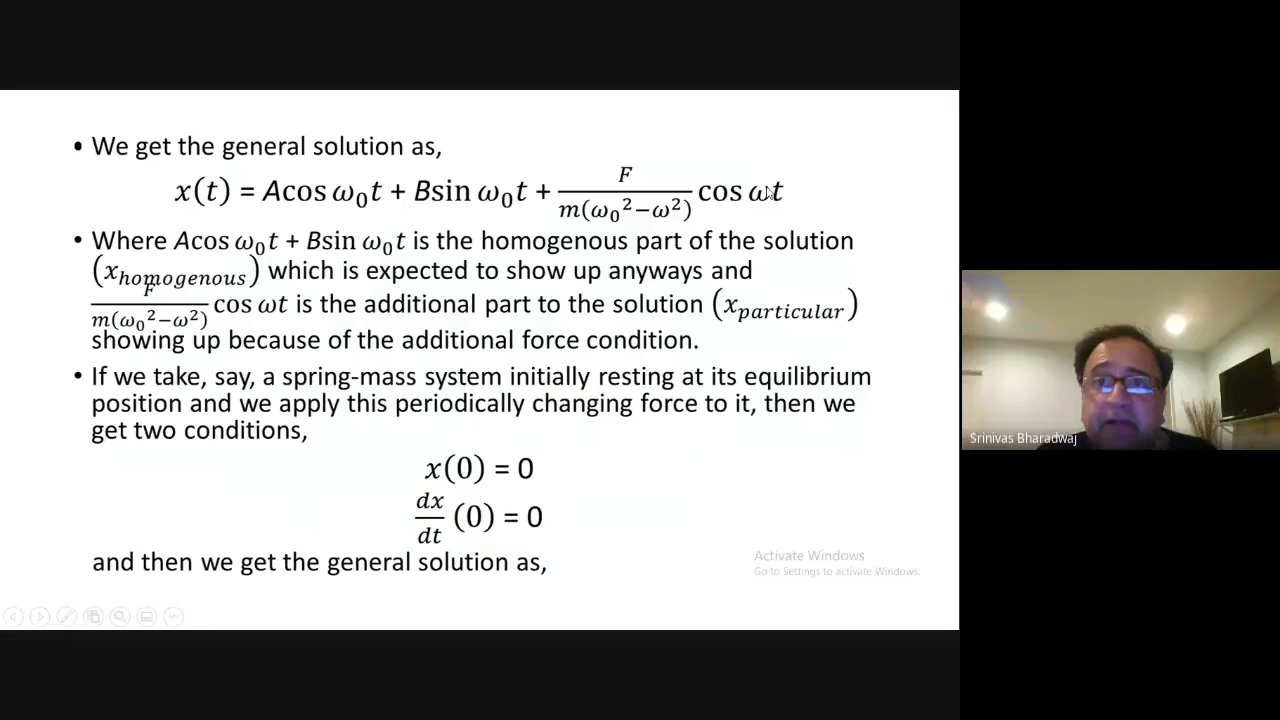 • We get the general solution as,
x(t) = Acos ω₀t + Bsin ω₀t + F/m(ω₀²−ω²) cos ωt
• Where Acos ω₀t + Bsin ω₀t is the homogenous part of the solution
(x_homogenous) which is expected to show up anyways and
F/m(ω₀²−ω²) cos ωt is the additional part to the solution (x_particular)
showing up because of the additional force condition.
• If we take, say, a spring-mass system initially resting at its equilibrium
position and we apply this periodically changing force to it, then we
get two conditions,
x(0) = 0
dx/dt (0) = 0
and then we get the general solution as,
Activate Windows
Go to Settings to activate Windows.
Srinivas Bharadwaj